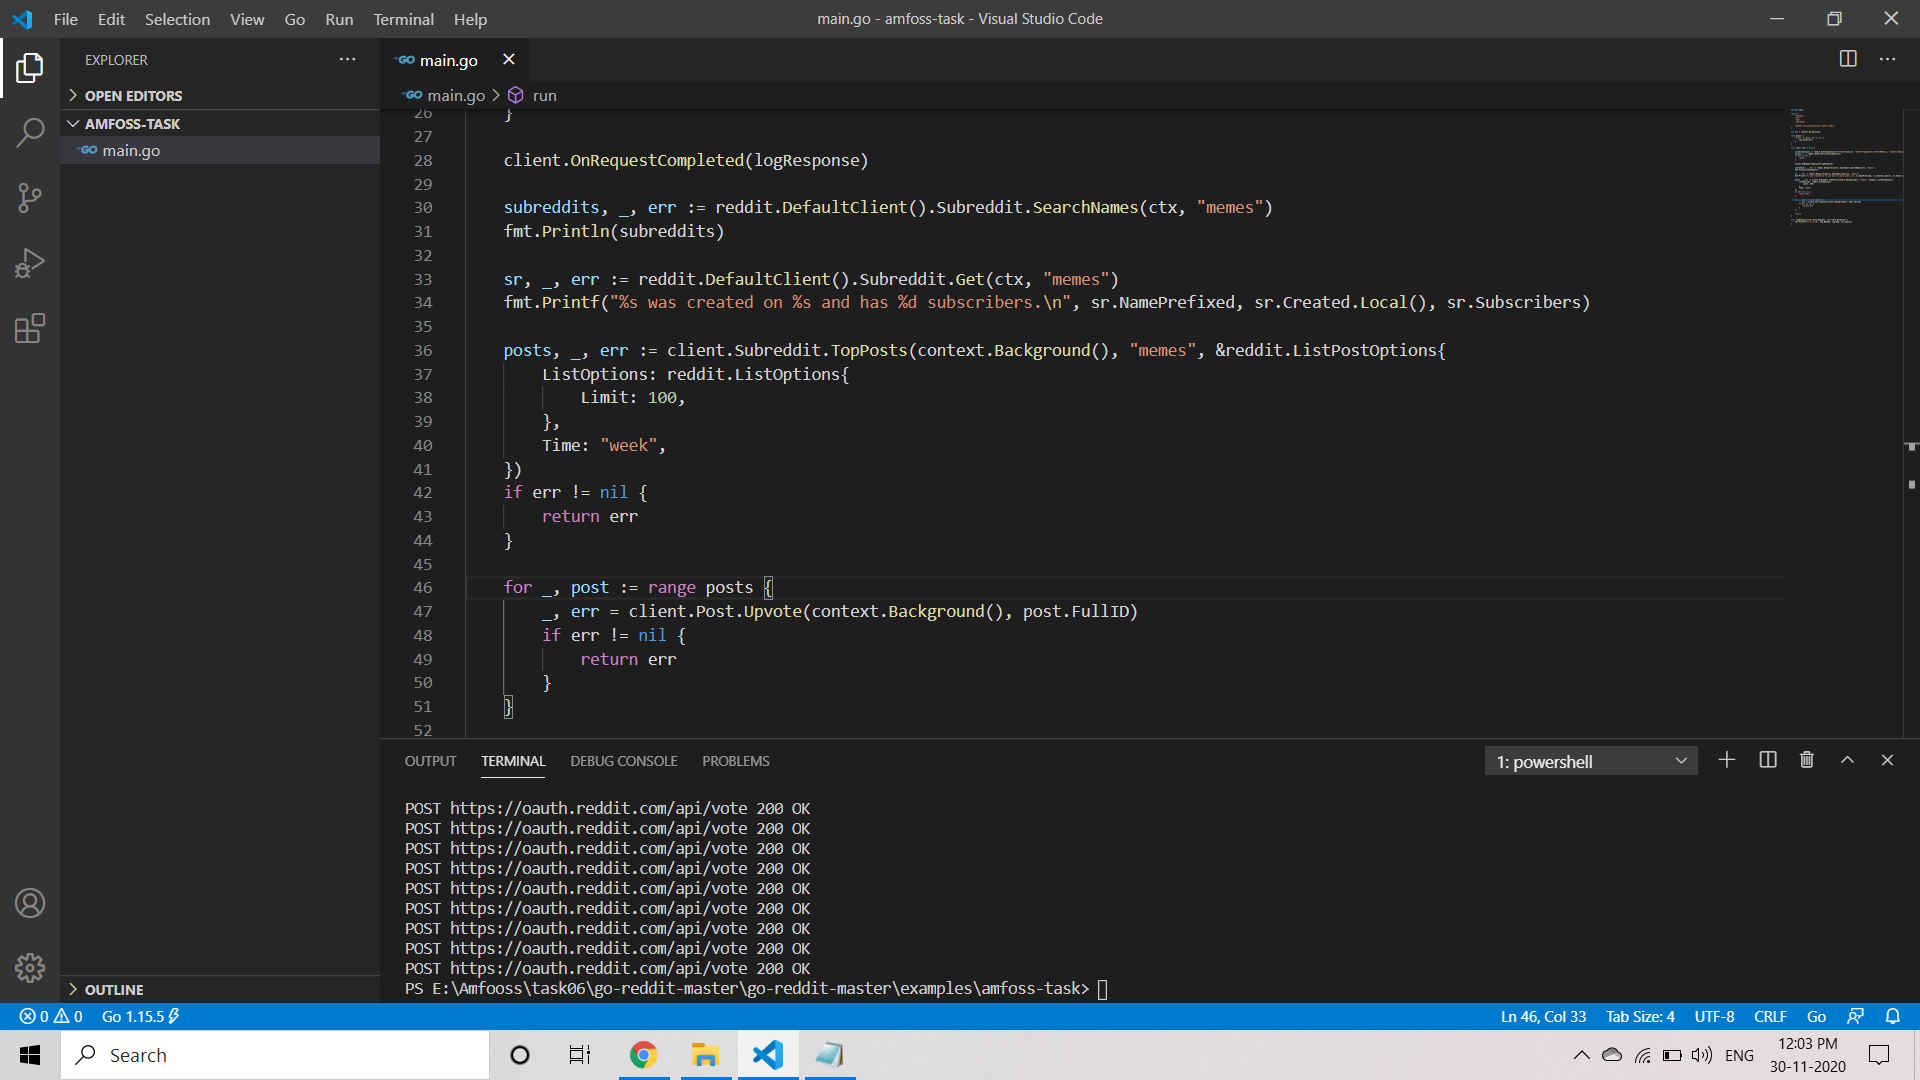 File Edit Selection View Go Run Terminal Help
main.go - amfoss-task - Visual Studio Code
EXPLORER
OPEN EDITORS
AMFOSS-TASK
GO main.go
GO main.go
GO main.go > run
26 }
27
28 client.OnRequestCompleted(logResponse)
29
30 subreddits, _, err := reddit.DefaultClient().Subreddit.SearchNames(ctx, "memes")
31 fmt.Println(subreddits)
32
33 sr, _, err := reddit.DefaultClient().Subreddit.Get(ctx, "memes")
34 fmt.Printf("%s was created on %s and has %d subscribers.\n", sr.NamePrefixed, sr.Created.Local(), sr.Subscribers)
35
36 posts, _, err := client.Subreddit.TopPosts(context.Background(), "memes", &reddit.ListPostOptions{
37 ListOptions: reddit.ListOptions{
38 Limit: 100,
39 },
40 Time: "week",
41 })
42 if err != nil {
43 return err
44 }
45
46 for _, post := range posts {
47 _, err = client.Post.Upvote(context.Background(), post.FullID)
48 if err != nil {
49 return err
50 }
51 }
52
OUTPUT TERMINAL DEBUG CONSOLE PROBLEMS
1: powershell
POST https://oauth.reddit.com/api/vote 200 OK
POST https://oauth.reddit.com/api/vote 200 OK
POST https://oauth.reddit.com/api/vote 200 OK
POST https://oauth.reddit.com/api/vote 200 OK
POST https://oauth.reddit.com/api/vote 200 OK
POST https://oauth.reddit.com/api/vote 200 OK
POST https://oauth.reddit.com/api/vote 200 OK
POST https://oauth.reddit.com/api/vote 200 OK
POST https://oauth.reddit.com/api/vote 200 OK
PS E:\Amfooss\task06\go-reddit-master\go-reddit-master\examples\amfoss-task>
OUTLINE
0 0 Go 1.15.5
Ln 46, Col 33 Tab Size: 4 UTF-8 CRLF Go
Search
ENG
12:03 PM
30-11-2020